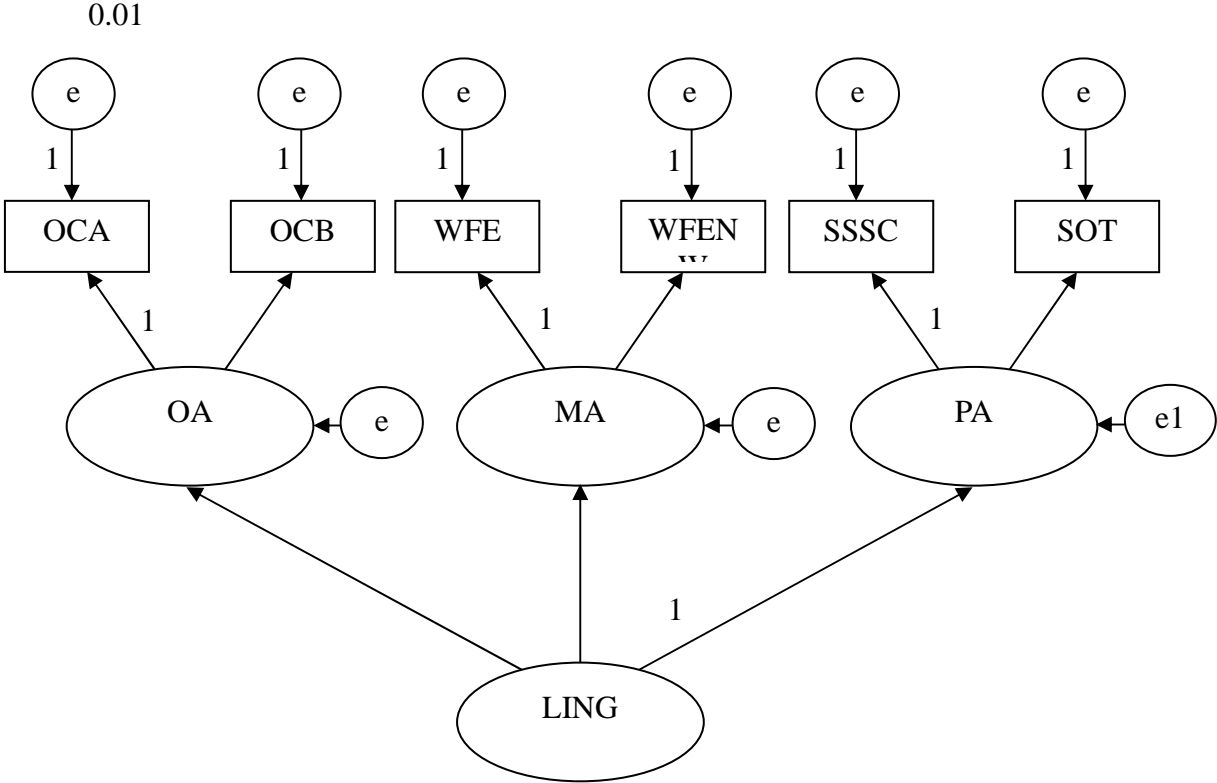 0.01
e e e e e e
1 1 1 1 1 1
OCA OCB WFE WFEN SSSC SOT
1 1 1
OA e MA e PA e1
1
LING